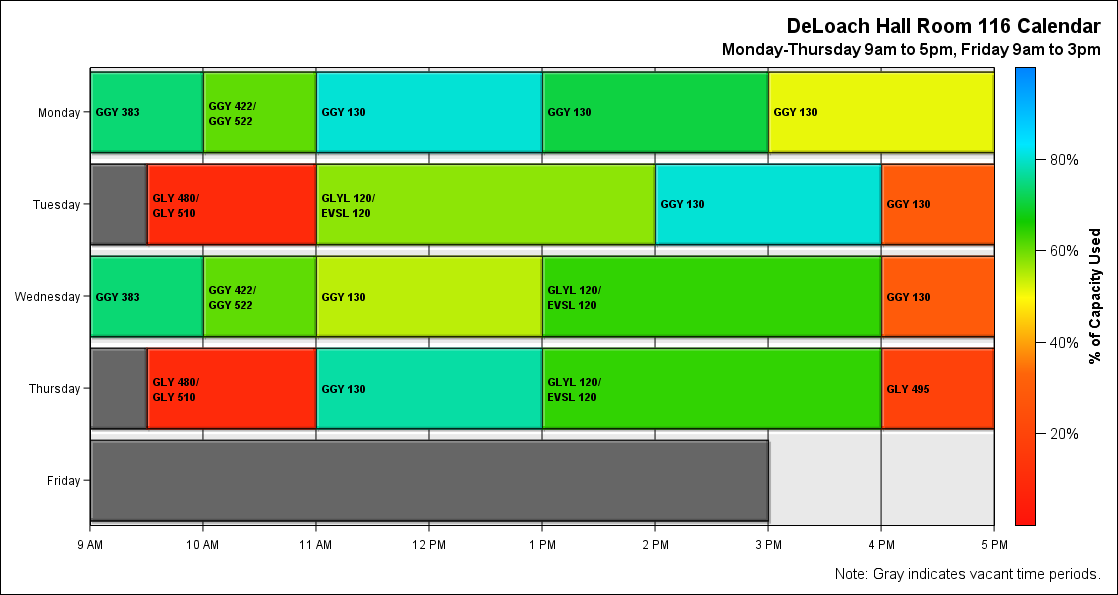 DeLoach Hall Room 116 Calendar
Monday-Thursday 9am to 5pm, Friday 9am to 3pm
Monday
GGY 383
GGY 422/
GGY 522
GGY 130
GGY 130
GGY 130
Tuesday
GLY 480/
GLY 510
GLYL 120/
EVSL 120
GGY 130
GGY 130
Wednesday
GGY 383
GGY 422/
GGY 522
GGY 130
GLYL 120/
EVSL 120
GGY 130
Thursday
GLY 480/
GLY 510
GGY 130
GLYL 120/
EVSL 120
GLY 495
Friday
9 AM
10 AM
11 AM
12 PM
1 PM
2 PM
3 PM
4 PM
5 PM
80%
60%
40%
20%
% of Capacity Used
Note: Gray indicates vacant time periods.